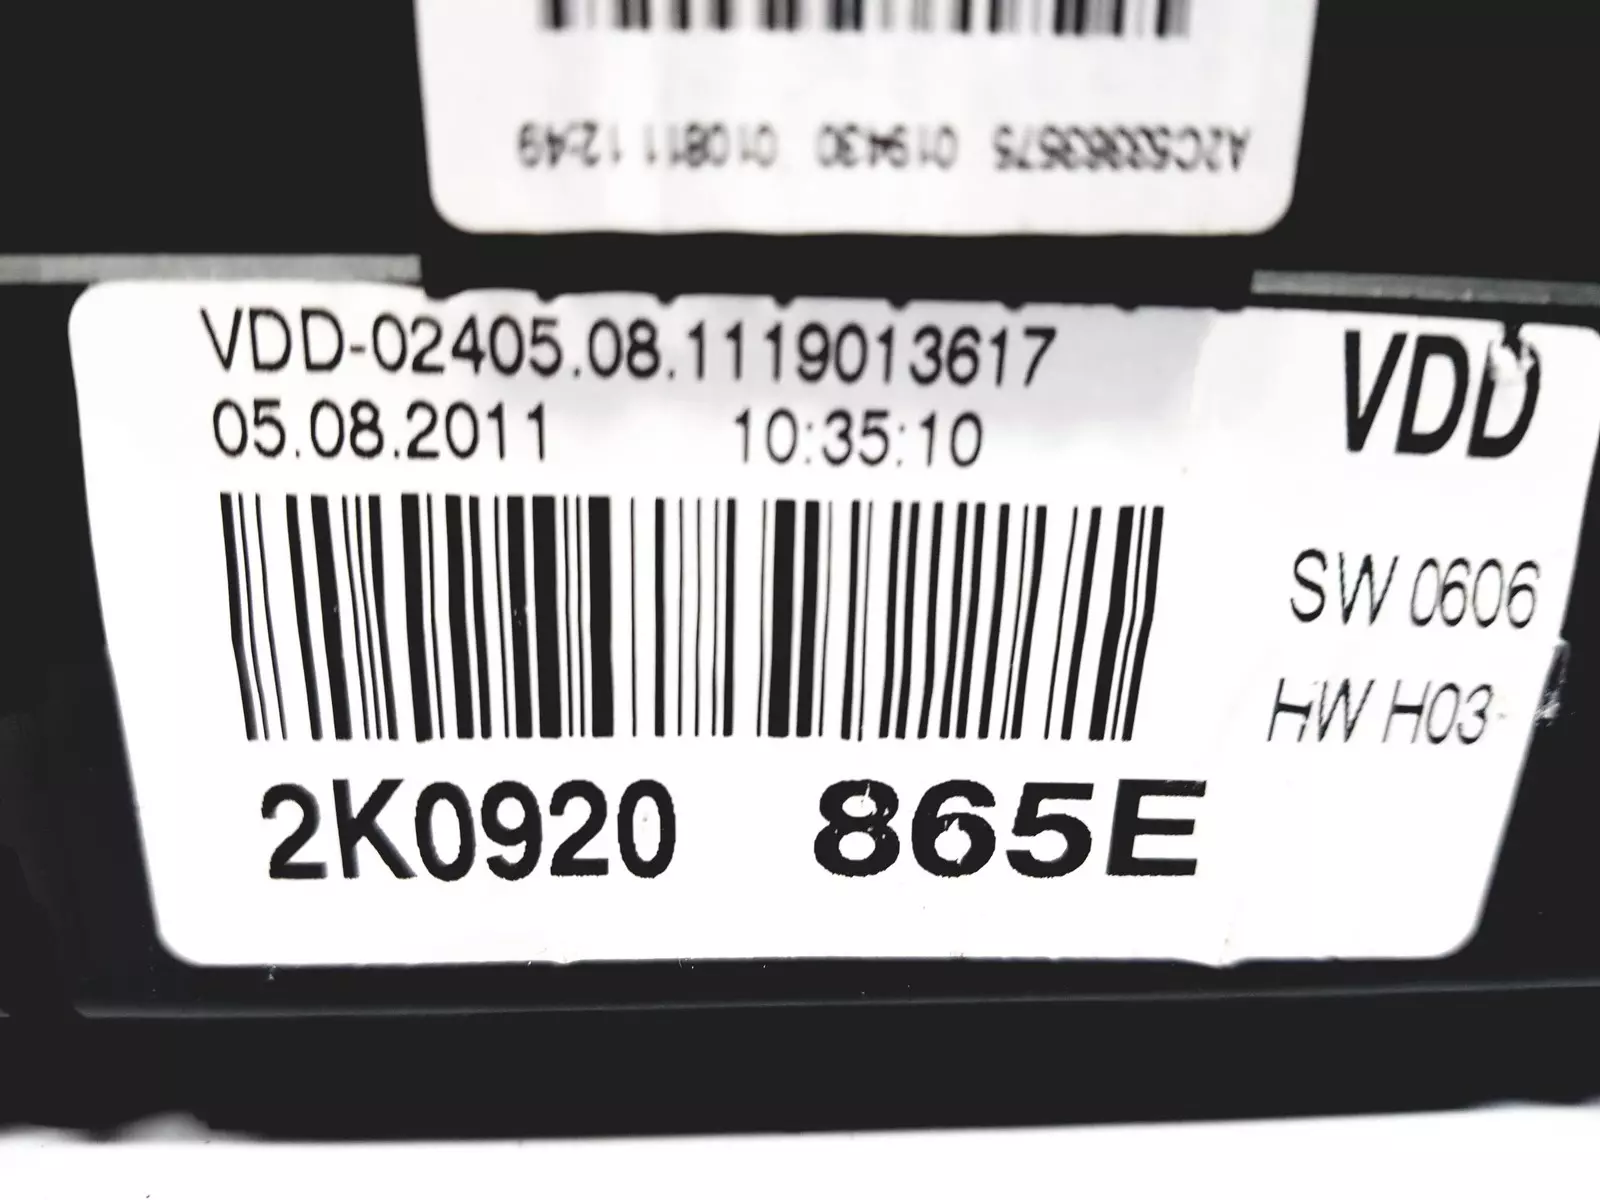 019430 010811 12:49
VDD-02405.08.1119013617
05.08.2011 10:35:10
VDD
SW 0606
HW H03
2K0920 865E